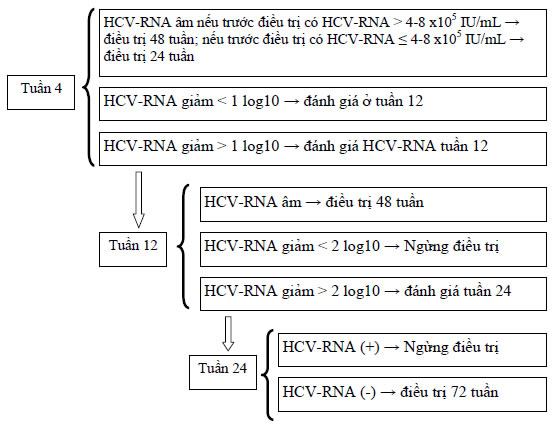 HCV-RNA âm nếu trước điều trị có HCV-RNA > 4-8 x10⁵ IU/mL →
điều trị 48 tuần; nếu trước điều trị có HCV-RNA ≤ 4-8 x10⁵ IU/mL →
điều trị 24 tuần
Tuần 4
HCV-RNA giảm < 1 log10 → đánh giá ở tuần 12
HCV-RNA giảm > 1 log10 → đánh giá HCV-RNA tuần 12
HCV-RNA âm → điều trị 48 tuần
Tuần 12
HCV-RNA giảm < 2 log10 → Ngừng điều trị
HCV-RNA giảm > 2 log10 → đánh giá tuần 24
HCV-RNA (+) → Ngừng điều trị
Tuần 24
HCV-RNA (-) → điều trị 72 tuần